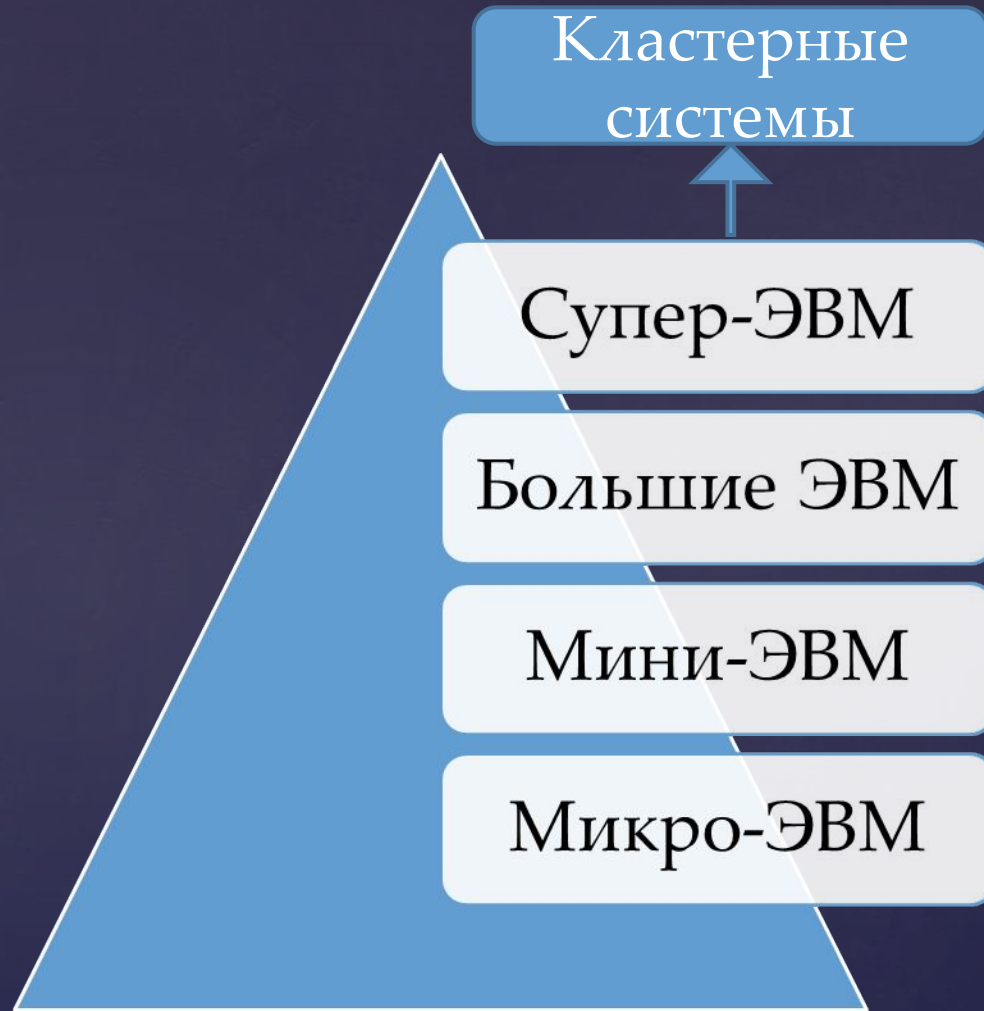 Кластерные
системы
Супер-ЭВМ
Большие ЭВМ
Мини-ЭВМ
Микро-ЭВМ